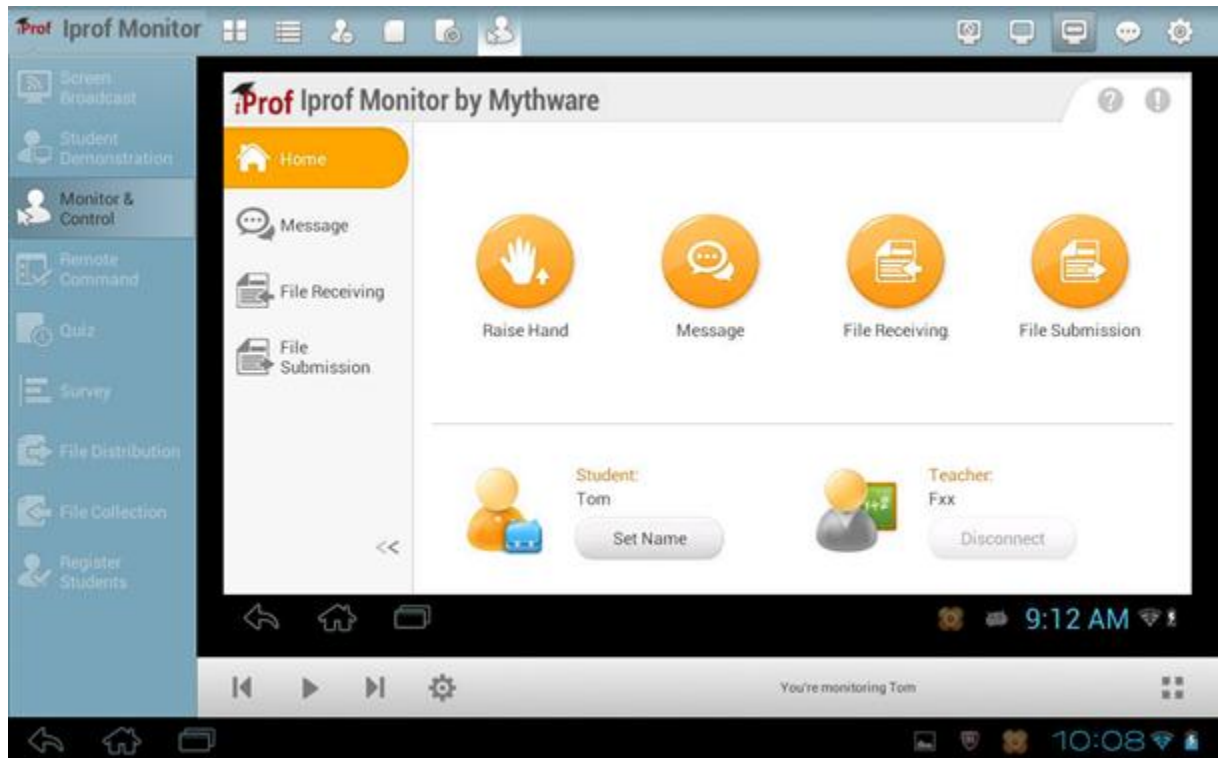 iProf Iprof Monitor
Screen
Broadcast
Student
Demonstration
Monitor &
Control
Remote
Command
Quiz
Survey
File Distribution
File Collection
Register
Students
iProf Iprof Monitor by Mythware
Home
Message
File Receiving
File
Submission
<<
Raise Hand
Message
File Receiving
File Submission
Student:
Tom
Set Name
Teacher:
Fxx
Disconnect
9:12 AM
You're monitoring Tom
10:08